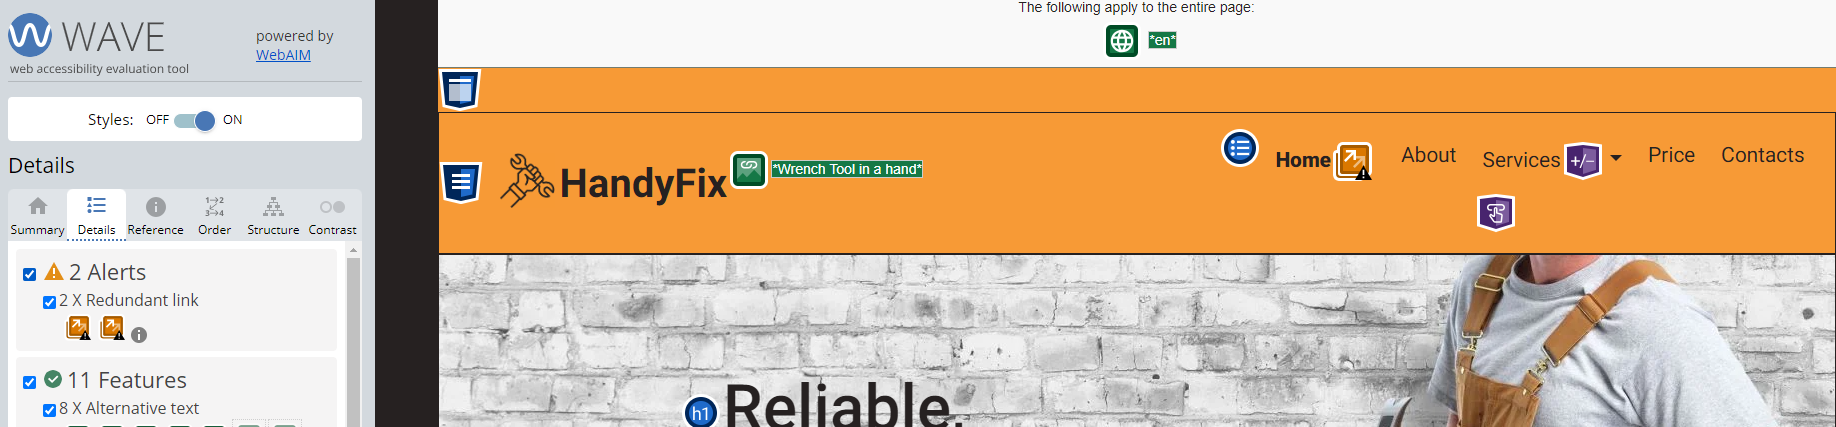 WAVE
web accessibility evaluation tool
powered by
WebAIM
Styles: OFF ON
Details
Summary Details Reference Order Structure Contrast
2 Alerts
2 X Redundant link
11 Features
8 X Alternative text
The following apply to the entire page:
*en*
HandyFix *Wrench Tool in a hand*
Home About Services +/- Price Contacts
h1 Reliable.